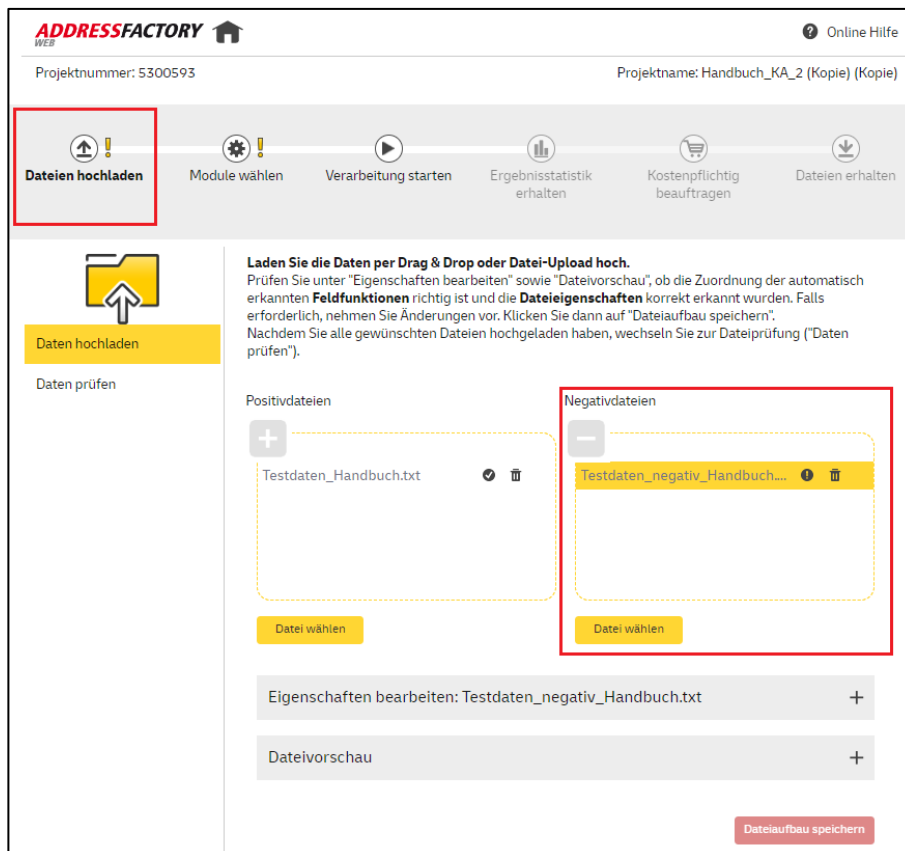 ADDRESSFACTORY
WEB
Online Hilfe
Projektnummer: 5300593
Projektname: Handbuch_KA_2 (Kopie) (Kopie)
Dateien hochladen
Module wählen
Verarbeitung starten
Ergebnisstatistik
erhalten
Kostenpflichtig
beauftragen
Dateien erhalten
Daten hochladen
Daten prüfen
Laden Sie die Daten per Drag & Drop oder Datei-Upload hoch.
Prüfen Sie unter "Eigenschaften bearbeiten" sowie "Dateivorschau", ob die Zuordnung der automatisch
erkannten Feldfunktionen richtig ist und die Dateieigenschaften korrekt erkannt wurden. Falls
erforderlich, nehmen Sie Änderungen vor. Klicken Sie dann auf "Dateiaufbau speichern".
Nachdem Sie alle gewünschten Dateien hochgeladen haben, wechseln Sie zur Dateiprüfung ("Daten
prüfen").
Positivdateien
Testdaten_Handbuch.txt
Datei wählen
Negativdateien
Testdaten_negativ_Handbuch....
Datei wählen
Eigenschaften bearbeiten: Testdaten_negativ_Handbuch.txt
Dateivorschau
Dateiaufbau speichern